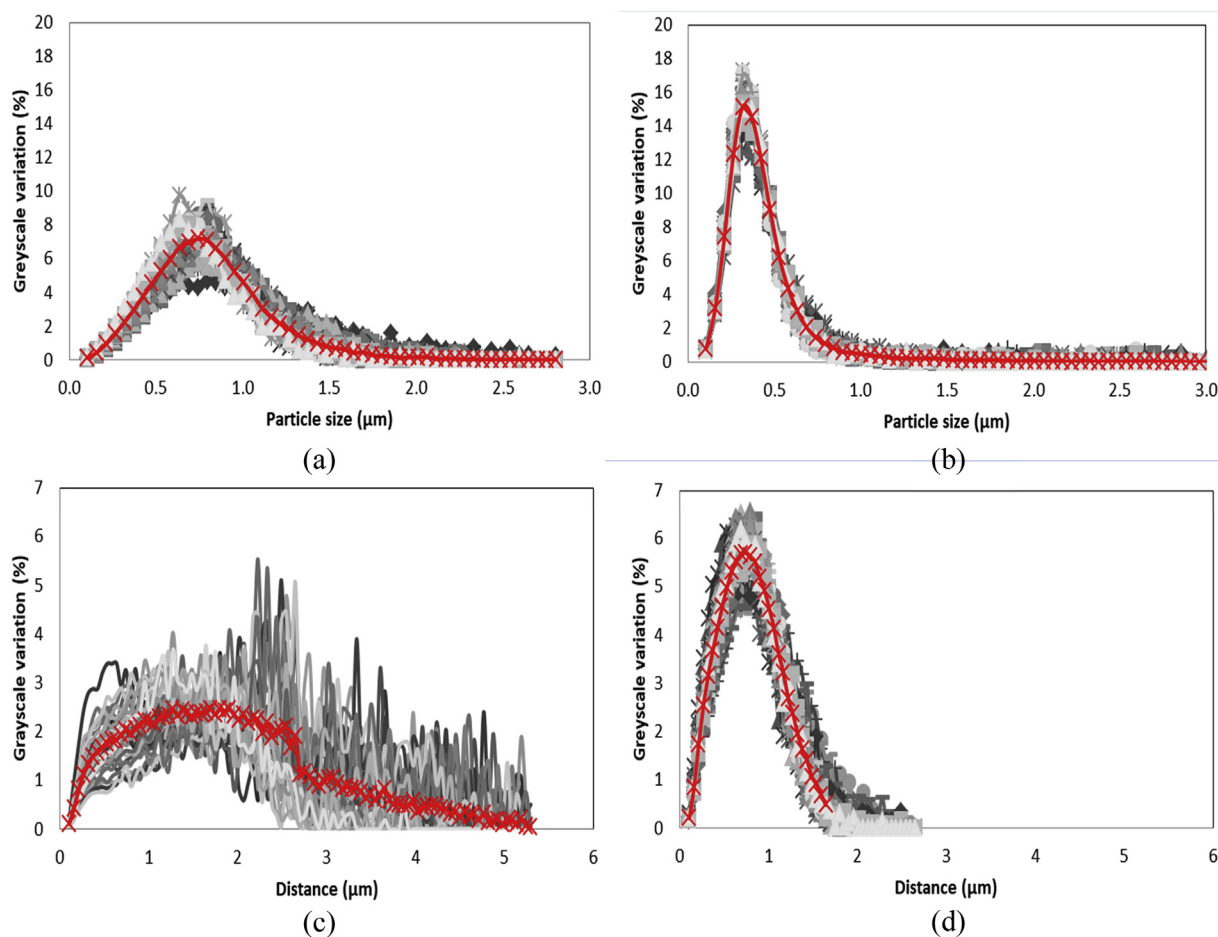 20
18
16
14
12
10
8
6
4
2
0
Greyscale variation (%)
0.0 0.5 1.0 1.5 2.0 2.5 3.0
Particle size (μm)
(a)
20
18
16
14
12
10
8
6
4
2
0
Greyscale variation (%)
0.0 0.5 1.0 1.5 2.0 2.5 3.0
Particle size (μm)
(b)
7
6
5
4
3
2
1
0
Grayscale variation (%)
0 1 2 3 4 5 6
Distance (μm)
(c)
7
6
5
4
3
2
1
0
Greyscale variation (%)
0 1 2 3 4 5 6
Distance (μm)
(d)